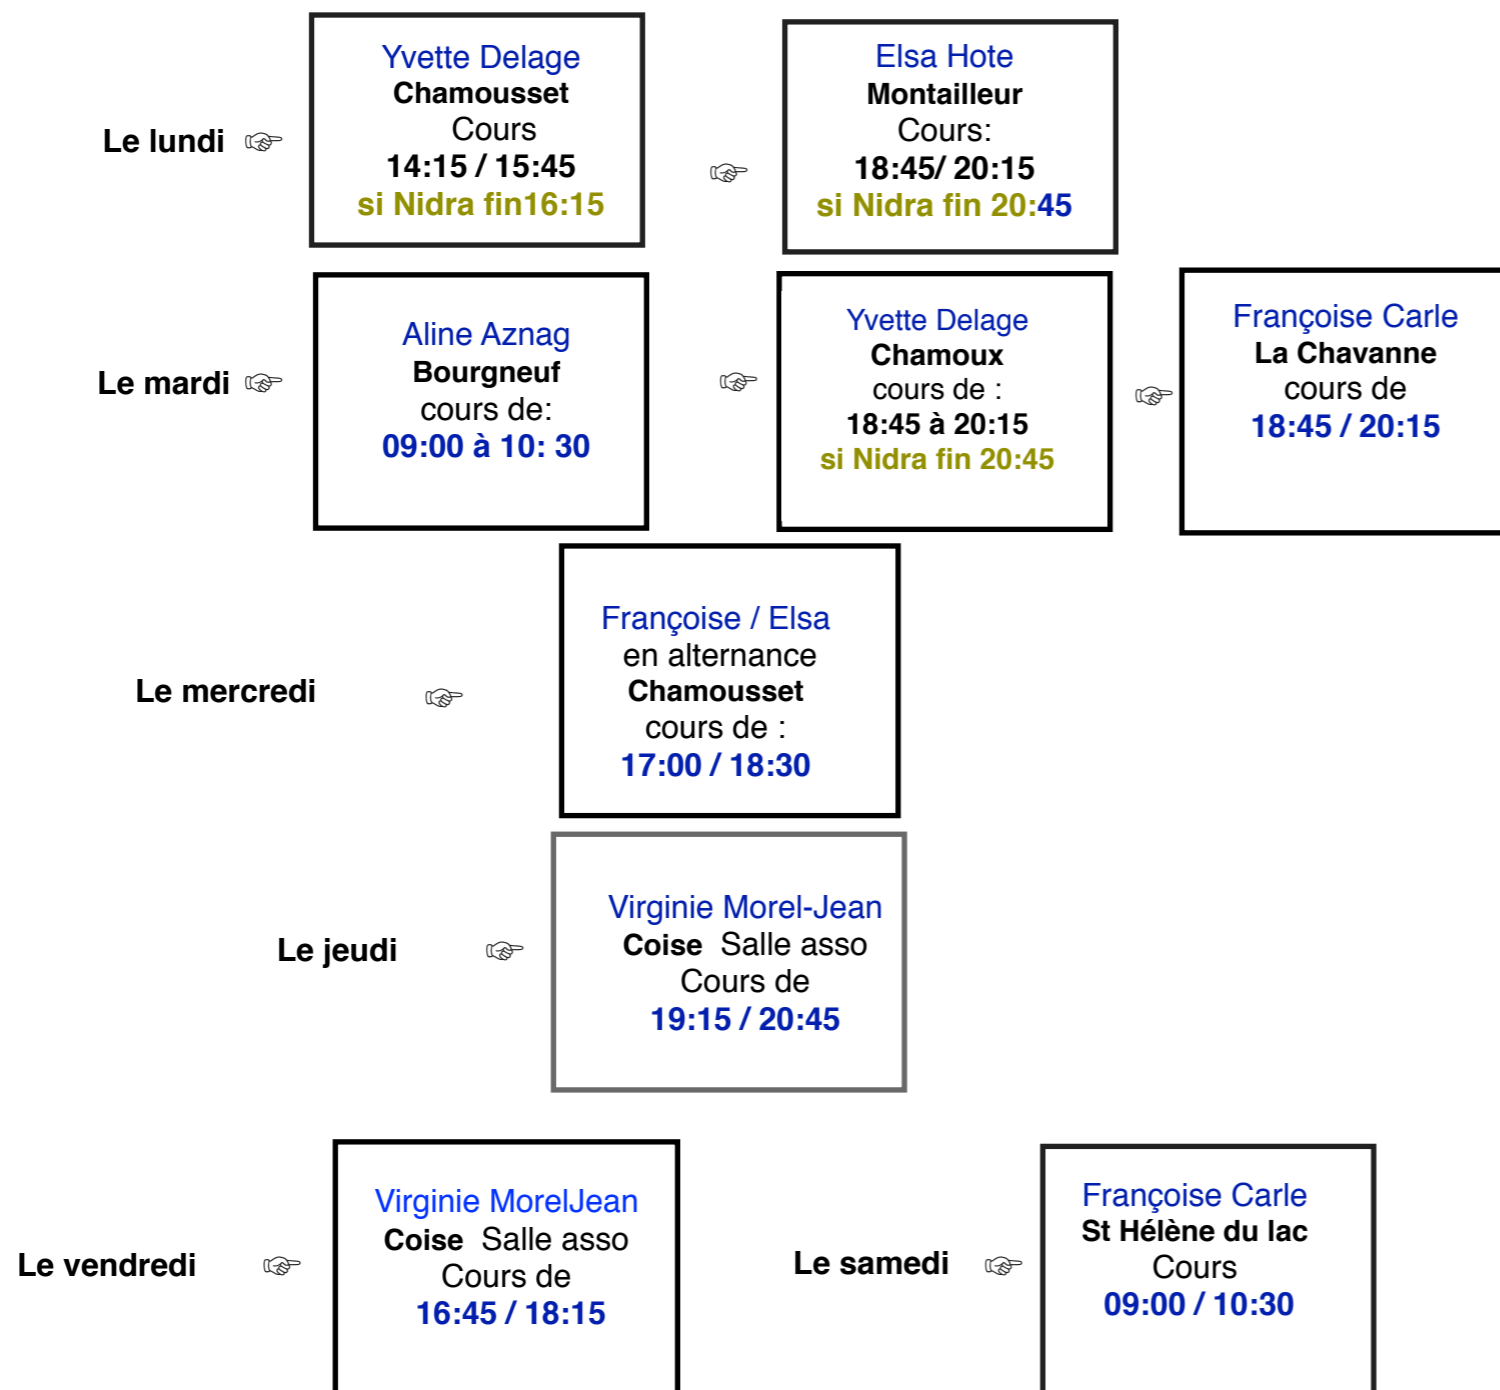 Le lundi ☞
Yvette Delage
Chamousset
Cours
14:15 / 15:45
si Nidra fin16:15
☞
Elsa Hote
Montailleur
Cours:
18:45/ 20:15
si Nidra fin 20:45
Le mardi ☞
Aline Aznag
Bourgneuf
cours de:
09:00 à 10: 30
☞
Yvette Delage
Chamoux
cours de :
18:45 à 20:15
si Nidra fin 20:45
☞
Françoise Carle
La Chavanne
cours de
18:45 / 20:15
Le mercredi ☞
Françoise / Elsa
en alternance
Chamousset
cours de :
17:00 / 18:30
Le jeudi ☞
Virginie Morel-Jean
Coise Salle asso
Cours de
19:15 / 20:45
Le vendredi ☞
Virginie MorelJean
Coise Salle asso
Cours de
16:45 / 18:15
Le samedi ☞
Françoise Carle
St Hélène du lac
Cours
09:00 / 10:30